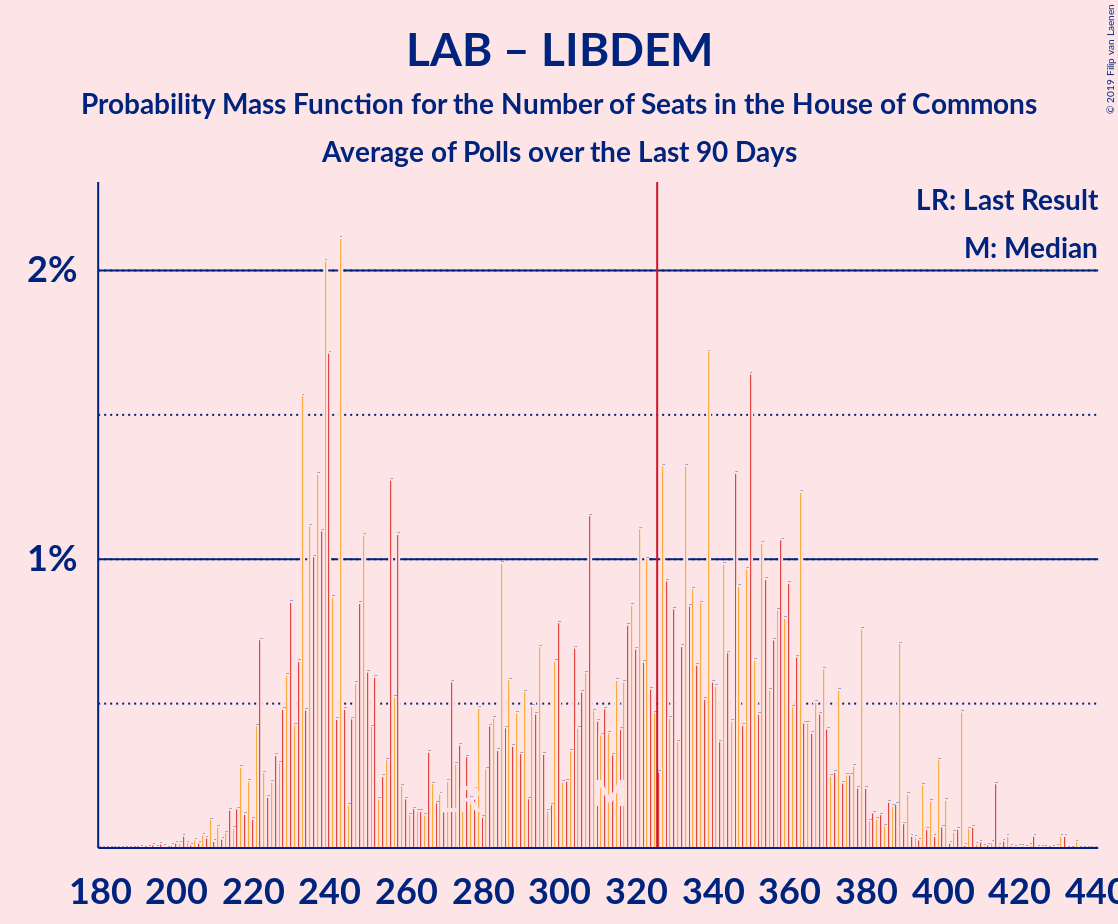 © 2019 Filip van Laenen
LAB – LIBDEM
Probability Mass Function for the Number of Seats in the House of Commons
Average of Polls over the Last 90 Days
LR: Last Result
M: Median
2%
1%
LR
M
180 200 220 240 260 280 300 320 340 360 380 400 420 440